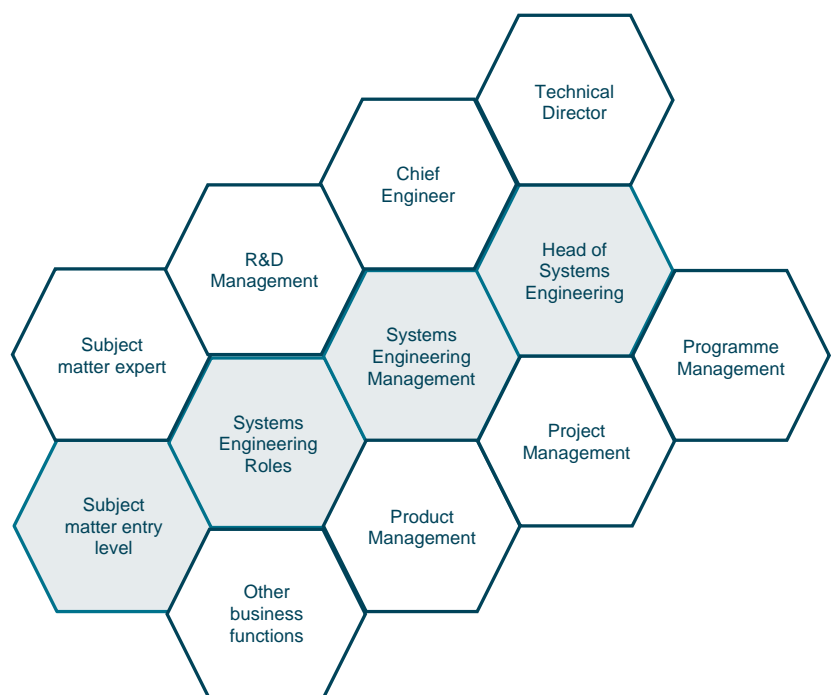 Technical
Director
Chief
Engineer
R&D
Management
Head of
Systems
Engineering
Subject
matter expert
Systems
Engineering
Management
Programme
Management
Systems
Engineering
Roles
Project
Management
Subject
matter entry
level
Product
Management
Other
business
functions